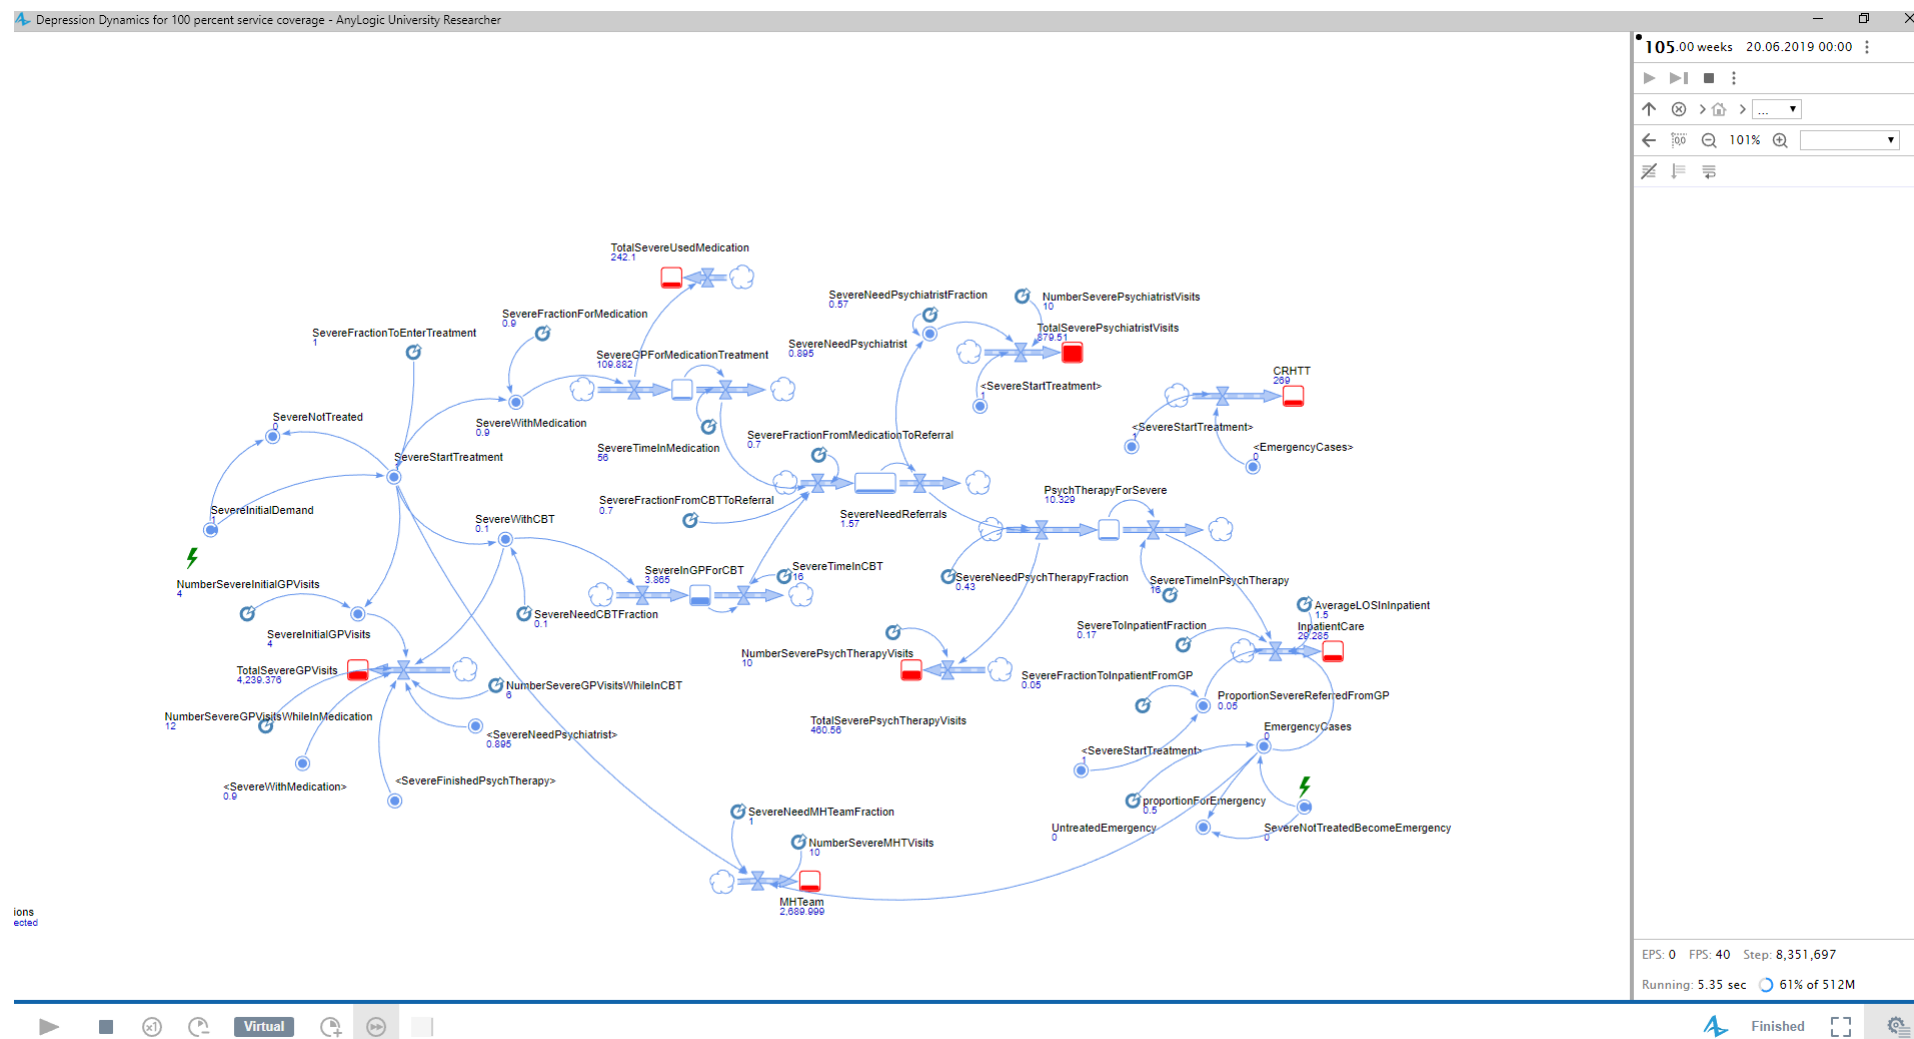 Depression Dynamics for 100 percent service coverage - AnyLogic University Researcher
105.00 weeks 20.06.2019 00:00
...
101%
TotalSevereUsedMedication
242.1
SevereNeedPsychiatristFraction
0.57
NumberSeverePsychiatristVisits
10
SevereFractionForMedication
0.9
SevereFractionToEnterTreatment
1
TotalSeverePsychiatristVisits
879.51
SevereNeedPsychiatrist
0.895
SevereGPForMedicationTreatment
109.882
CRHTT
269
<SevereStartTreatment>
1
SevereNotTreated
0
SevereWithMedication
0.9
<SevereStartTreatment>
1
SevereFractionFromMedicationToReferral
0.7
SevereTimeInMedication
56
<EmergencyCases>
0
SevereStartTreatment
1
PsychTherapyForSevere
10.329
SevereFractionFromCBTToReferral
0.7
SevereInitialDemand
1
SevereWithCBT
0.1
SevereNeedReferrals
1.57
SevereInGPForCBT
3.865
SevereTimeInCBT
16
SevereNeedPsychTherapyFraction
0.43
SevereTimeInPsychTherapy
16
NumberSevereInitialGPVisits
4
SevereNeedCBTFraction
0.1
AverageLOSInInpatient
1.5
SevereToInpatientFraction
0.17
InpatientCare
29.285
SevereInitialGPVisits
4
NumberSeverePsychTherapyVisits
10
TotalSevereGPVisits
4,239.376
SevereFractionToInpatientFromGP
0.05
NumberSevereGPVisitsWhileInCBT
6
ProportionSevereReferredFromGP
0.05
NumberSevereGPVisitsWhileInMedication
12
TotalSeverePsychTherapyVisits
460.56
EmergencyCases
0
<SevereNeedPsychiatrist>
0.895
<SevereStartTreatment>
1
<SevereFinishedPsychTherapy>
<SevereWithMedication>
0.9
proportionForEmergency
0.5
SevereNeedMHTeamFraction
1
UntreatedEmergency
0
SevereNotTreatedBecomeEmergency
0
NumberSevereMHTVisits
10
MHTeam
2,689.999
ions
ected
EPS: 0 FPS: 40 Step: 8,351,697
Running: 5.35 sec 61% of 512M
x1 Virtual Finished